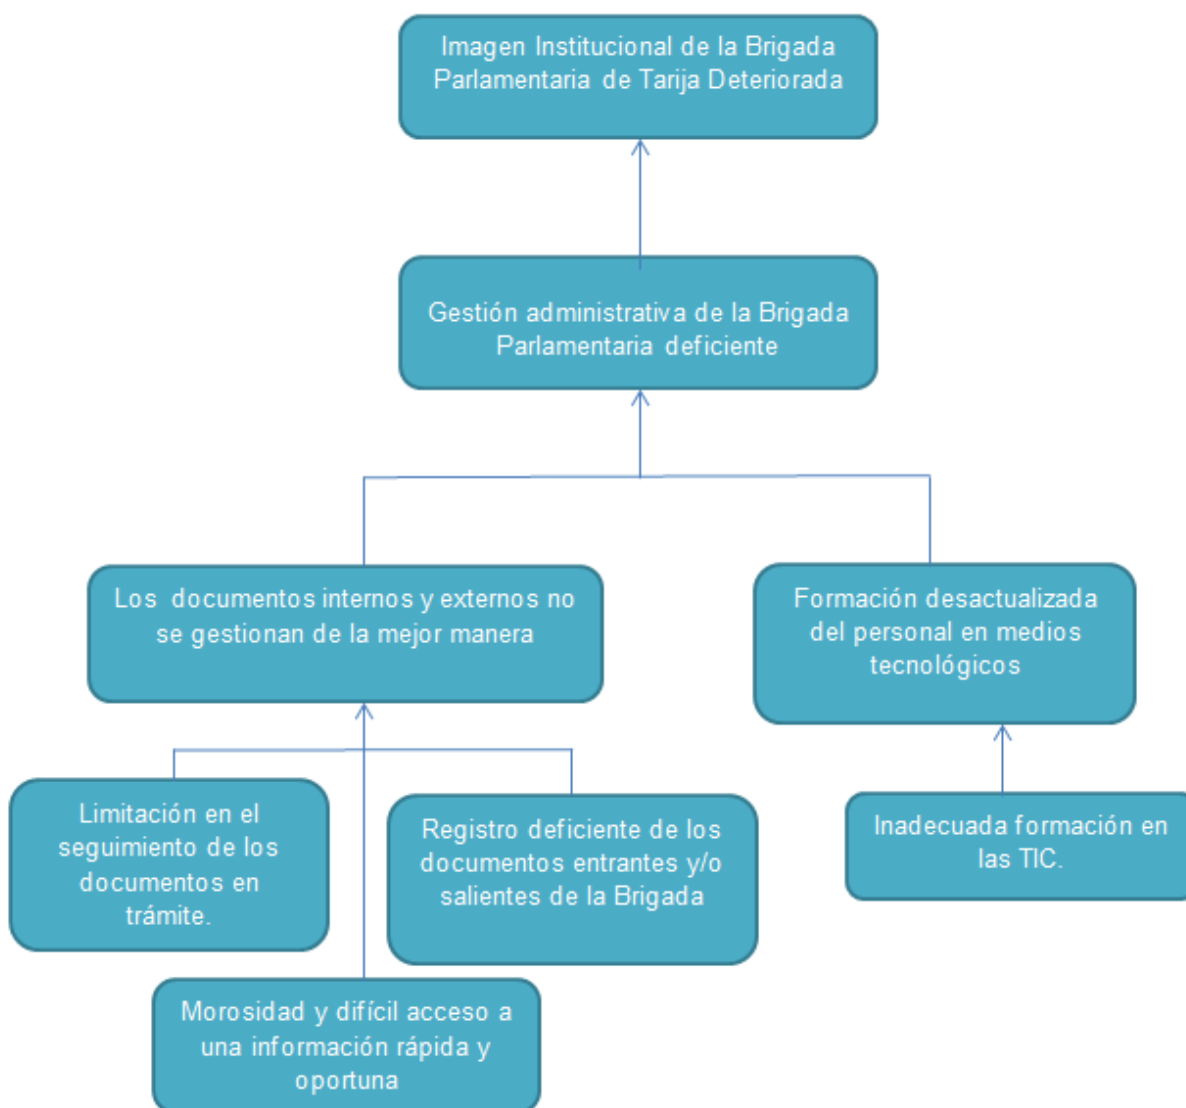 Imagen Institucional de la Brigada
Parlamentaria de Tarija Deteriorada
Gestión administrativa de la Brigada
Parlamentaria deficiente
Los documentos internos y externos no
se gestionan de la mejor manera
Formación desactualizada
del personal en medios
tecnológicos
Limitación en el
seguimiento de los
documentos en
trámite.
Registro deficiente de los
documentos entrantes y/o
salientes de la Brigada
Inadecuada formación en
las TIC.
Morosidad y difícil acceso a
una información rápida y
oportuna